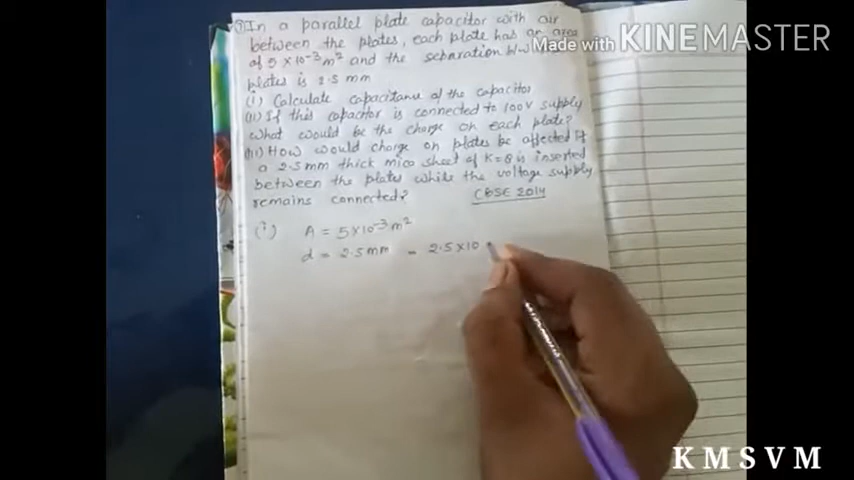 ⑦ In a parallel plate capacitor with air
between the plates, each plate has an area
of 5 × 10⁻³ m² and the separation b/w
plates is 2.5 mm
(i) Calculate capacitance of the capacitor
(ii) If this capacitor is connected to 100V supply
what would be the charge on each plate?
(iii) How would charge on plates be affected if
a 2.5mm thick mica sheet of K=8 is inserted
between the plates while the voltage supply
remains connected? CBSE 2014
(i) A = 5×10⁻³ m²
d = 2.5 mm = 2.5 × 10
Made with KINEMASTER
KMSVM